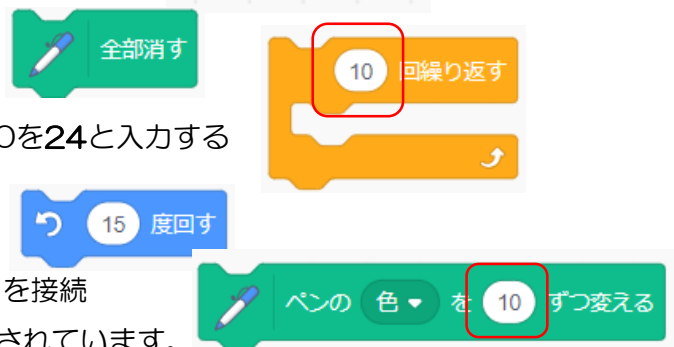 全部消す
10 回繰り返す
0を24と入力する
15 度回す
を接続
ペンの 色 を 10 ずつ変える
されています。